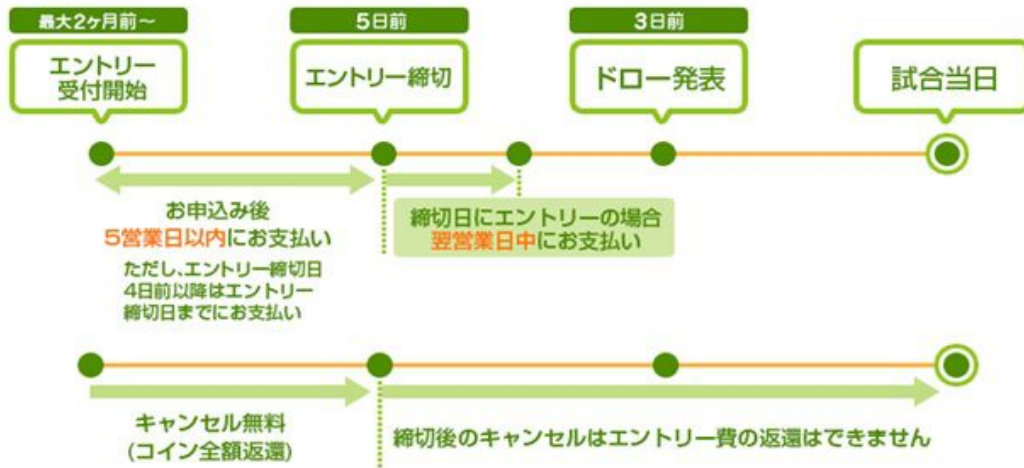 最大2ヶ月前～
エントリー
受付開始
5日前
エントリー締切
3日前
ドロー発表
試合当日
お申込み後
5営業日以内にお支払い
ただし、エントリー締切日
4日前以降はエントリー
締切日までにお支払い
締切日にエントリーの場合
翌営業日中にお支払い
キャンセル無料
(コイン全額返還)
締切後のキャンセルはエントリー費の返還はできません